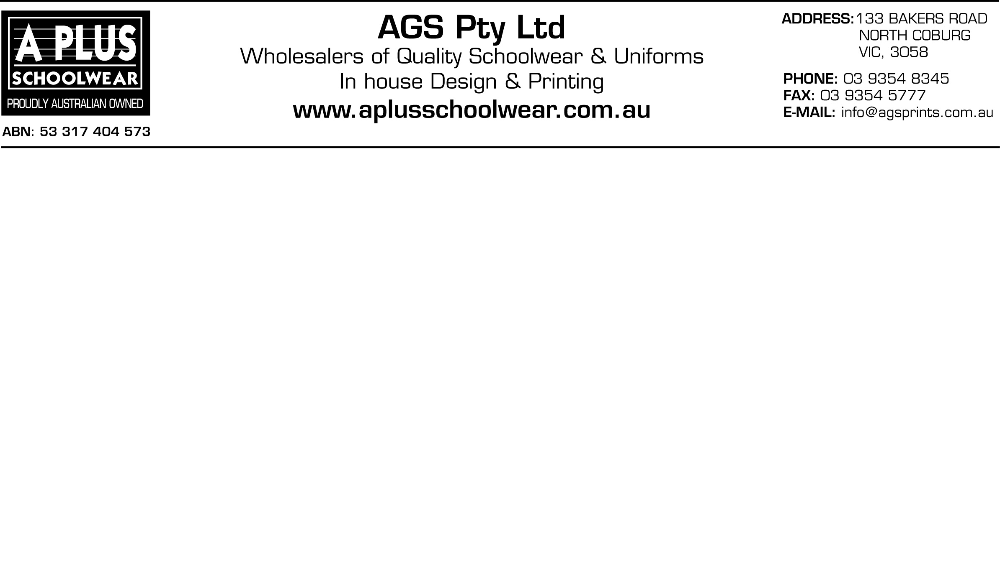 A PLUS
SCHOOLWEAR
PROUDLY AUSTRALIAN OWNED
ABN: 53 317 404 573
AGS Pty Ltd
Wholesalers of Quality Schoolwear & Uniforms
In house Design & Printing
www.aplusschoolwear.com.au
ADDRESS: 133 BAKERS ROAD
NORTH COBURG
VIC, 3058
PHONE: 03 9354 8345
FAX: 03 9354 5777
E-MAIL: info@agsprints.com.au